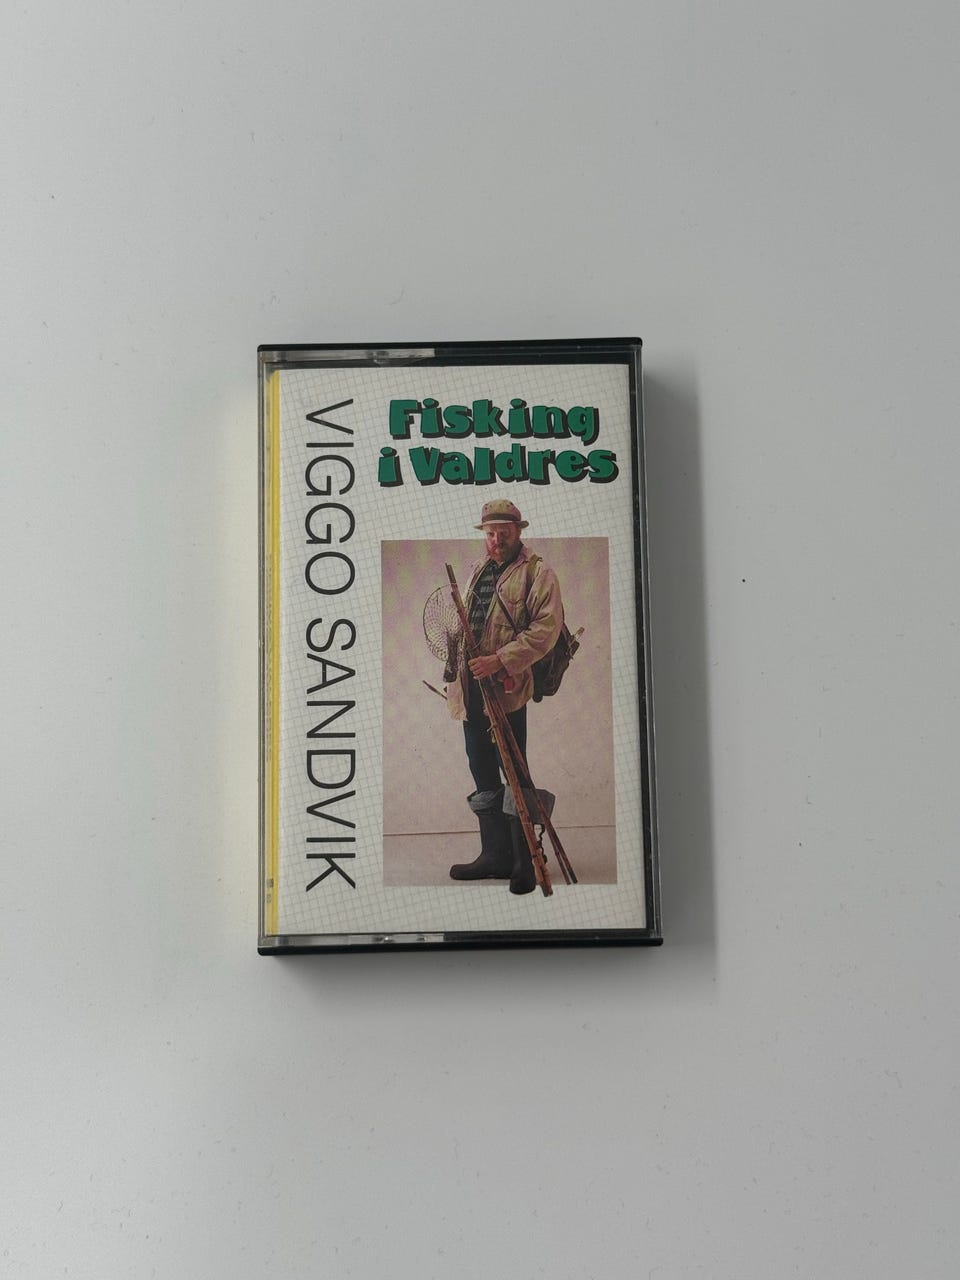 VIGGO SANDVIK
Fisking
i Valdres